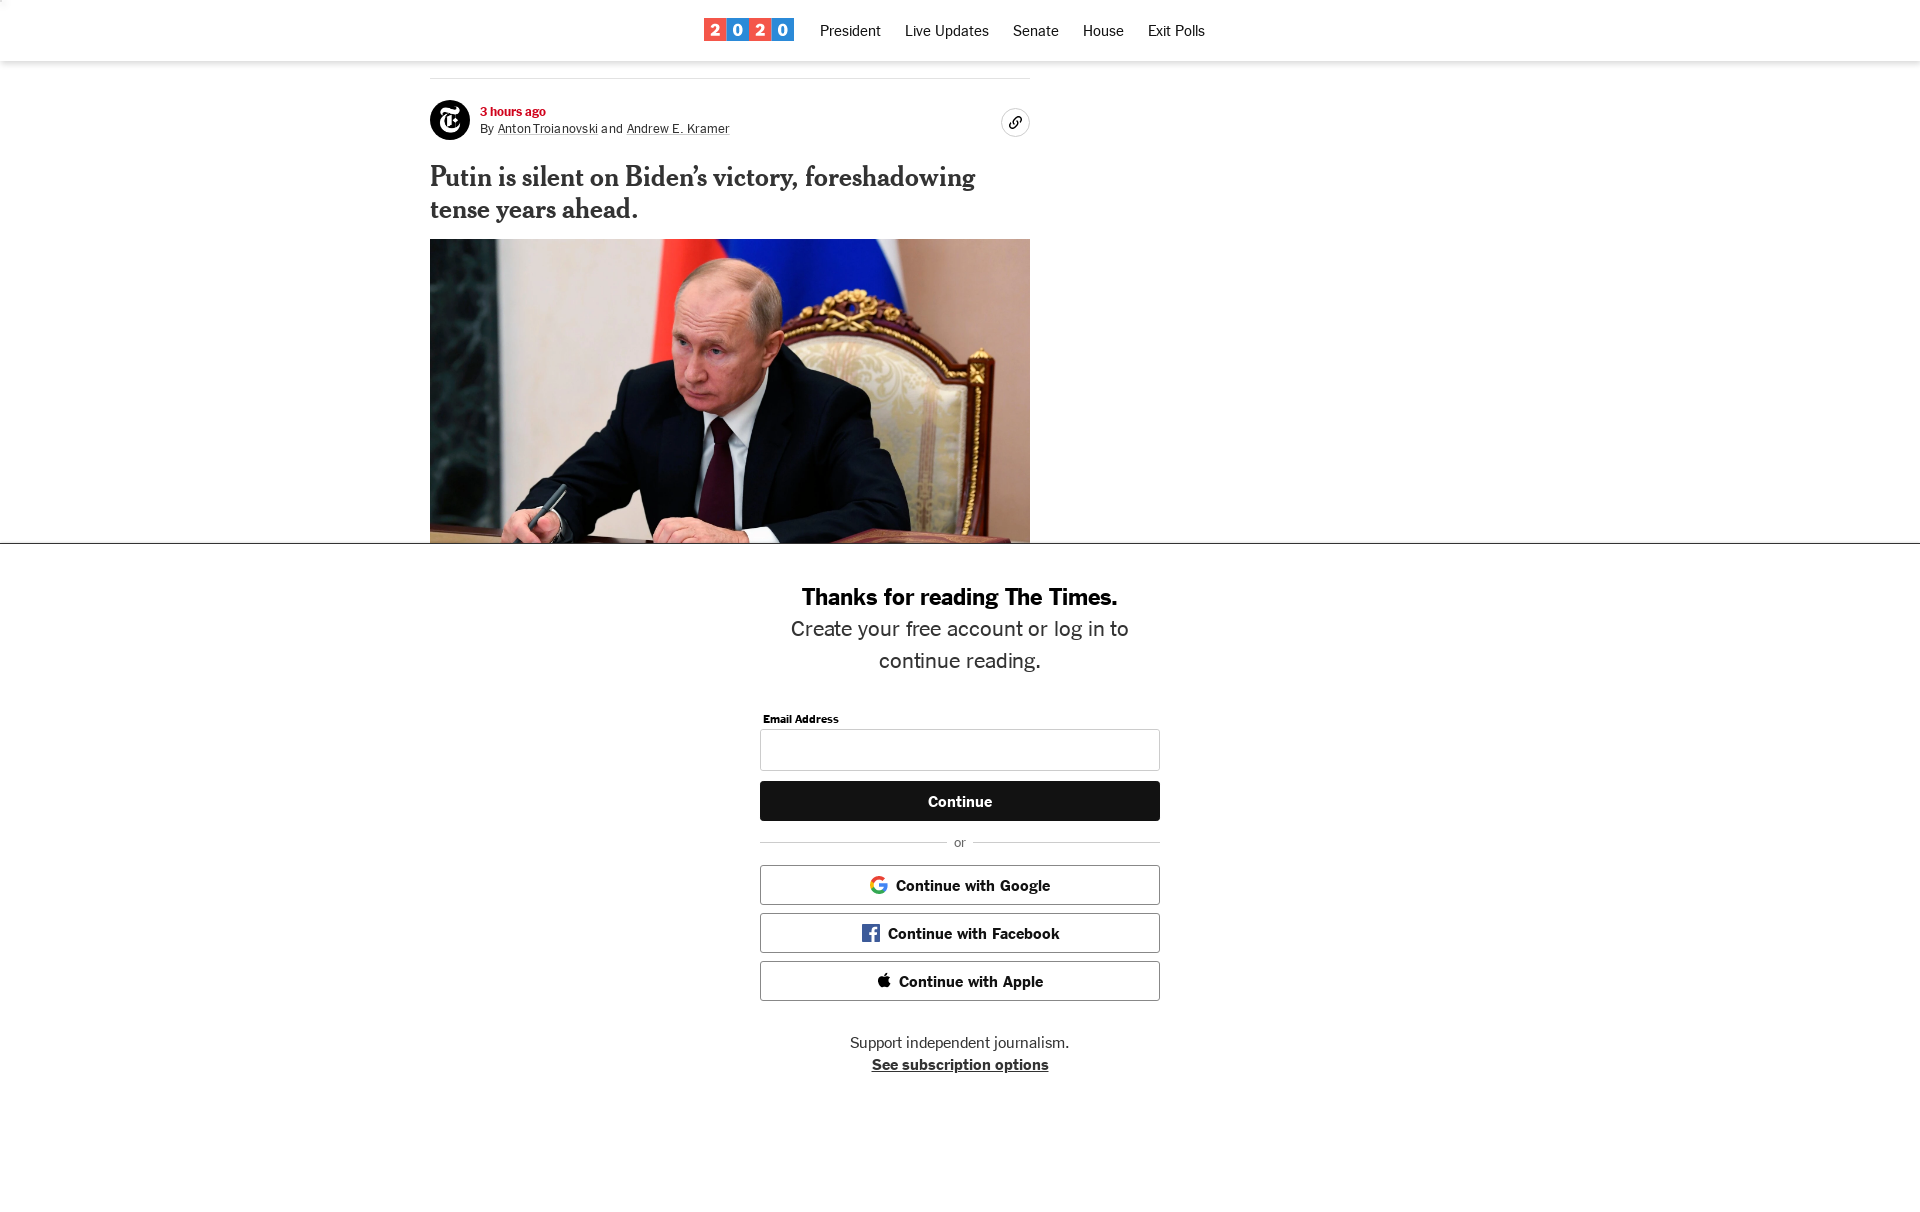 2020 President Live Updates Senate House Exit Polls
T
3 hours ago
By Anton Troianovski and Andrew E. Kramer
Putin is silent on Biden’s victory, foreshadowing
tense years ahead.
Thanks for reading The Times.
Create your free account or log in to
continue reading.
Email Address
Continue
or
Continue with Google
Continue with Facebook
Continue with Apple
Support independent journalism.
See subscription options